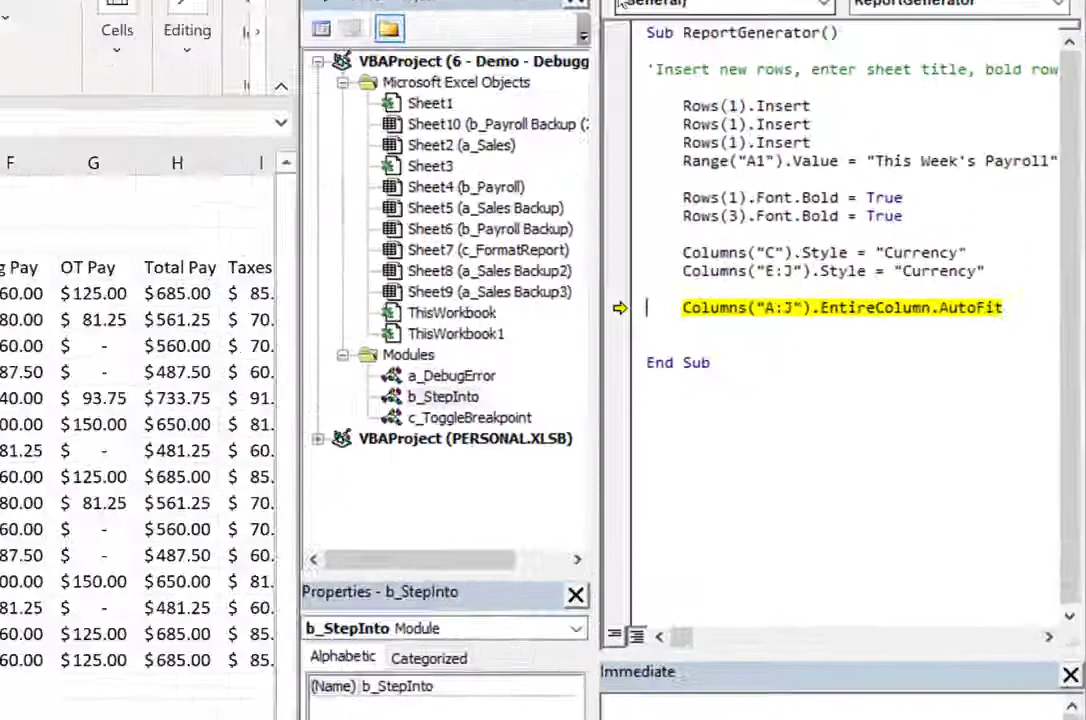 Cells
Editing
F G H I
g Pay OT Pay Total Pay Taxes
60.00 $125.00 $685.00 $ 85.
80.00 $ 81.25 $561.25 $ 70.
60.00 $ - $560.00 $ 70.
87.50 $ - $487.50 $ 60.
40.00 $ 93.75 $733.75 $ 91.
00.00 $150.00 $650.00 $ 81.
81.25 $ - $481.25 $ 60.
60.00 $125.00 $685.00 $ 85.
80.00 $ 81.25 $561.25 $ 70.
60.00 $ - $560.00 $ 70.
87.50 $ - $487.50 $ 60.
00.00 $150.00 $650.00 $ 81.
81.25 $ - $481.25 $ 60.
60.00 $125.00 $685.00 $ 85.
60.00 $125.00 $685.00 $ 85.
VBAProject (6 - Demo - Debugg
Microsoft Excel Objects
Sheet1
Sheet10 (b_Payroll Backup (2
Sheet2 (a_Sales)
Sheet3
Sheet4 (b_Payroll)
Sheet5 (a_Sales Backup)
Sheet6 (b_Payroll Backup)
Sheet7 (c_FormatReport)
Sheet8 (a_Sales Backup2)
Sheet9 (a_Sales Backup3)
ThisWorkbook
ThisWorkbook1
Modules
a_DebugError
b_StepInto
c_ToggleBreakpoint
VBAProject (PERSONAL.XLSB)
Properties - b_StepInto
b_StepInto Module
Alphabetic Categorized
(Name) b_StepInto
General) ReportGenerator
Sub ReportGenerator()
'Insert new rows, enter sheet title, bold row
Rows(1).Insert
Rows(1).Insert
Rows(1).Insert
Range("A1").Value = "This Week's Payroll"
Rows(1).Font.Bold = True
Rows(3).Font.Bold = True
Columns("C").Style = "Currency"
Columns("E:J").Style = "Currency"
Columns("A:J").EntireColumn.AutoFit
End Sub
Immediate